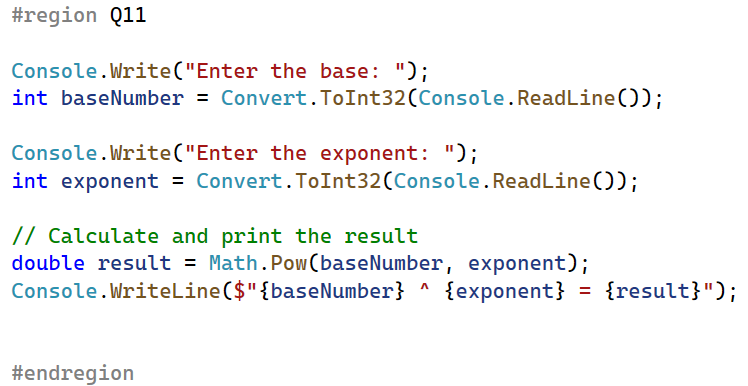 #region Q11
Console.Write("Enter the base: ");
int baseNumber = Convert.ToInt32(Console.ReadLine());
Console.Write("Enter the exponent: ");
int exponent = Convert.ToInt32(Console.ReadLine());
// Calculate and print the result
double result = Math.Pow(baseNumber, exponent);
Console.WriteLine($"{baseNumber} ^ {exponent} = {result}");
#endregion